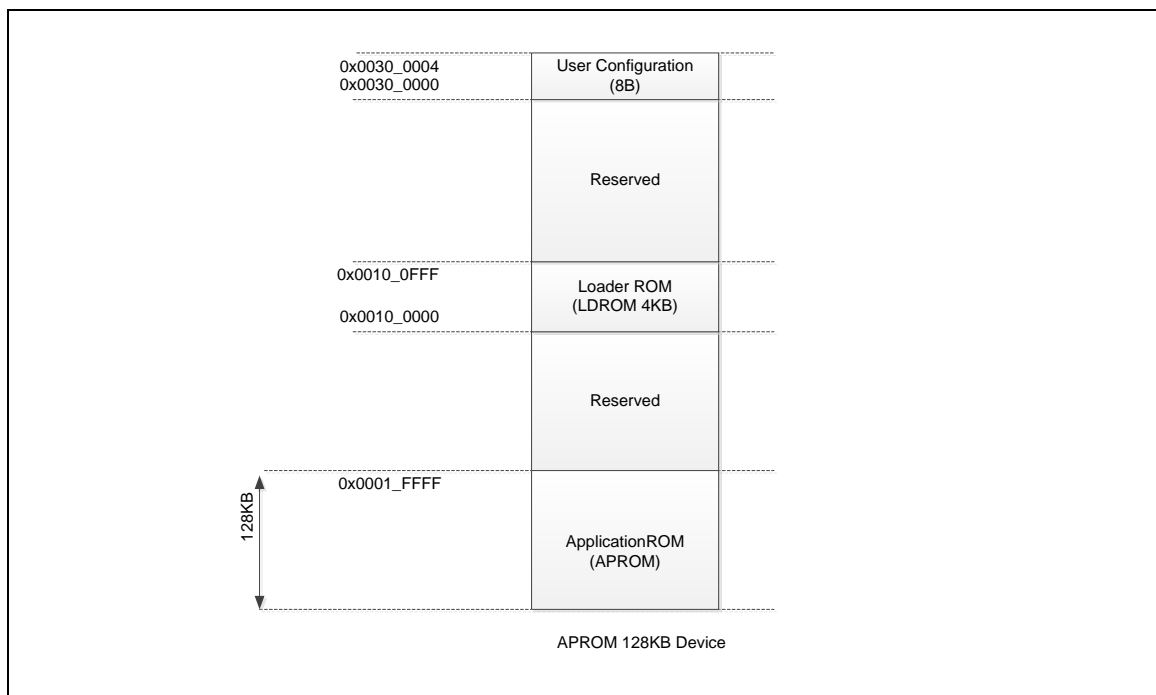 0x0030_0004
0x0030_0000
User Configuration
(8B)
Reserved
0x0010_0FFF
0x0010_0000
Loader ROM
(LDROM 4KB)
Reserved
0x0001_FFFF
128KB
ApplicationROM
(APROM)
APROM 128KB Device